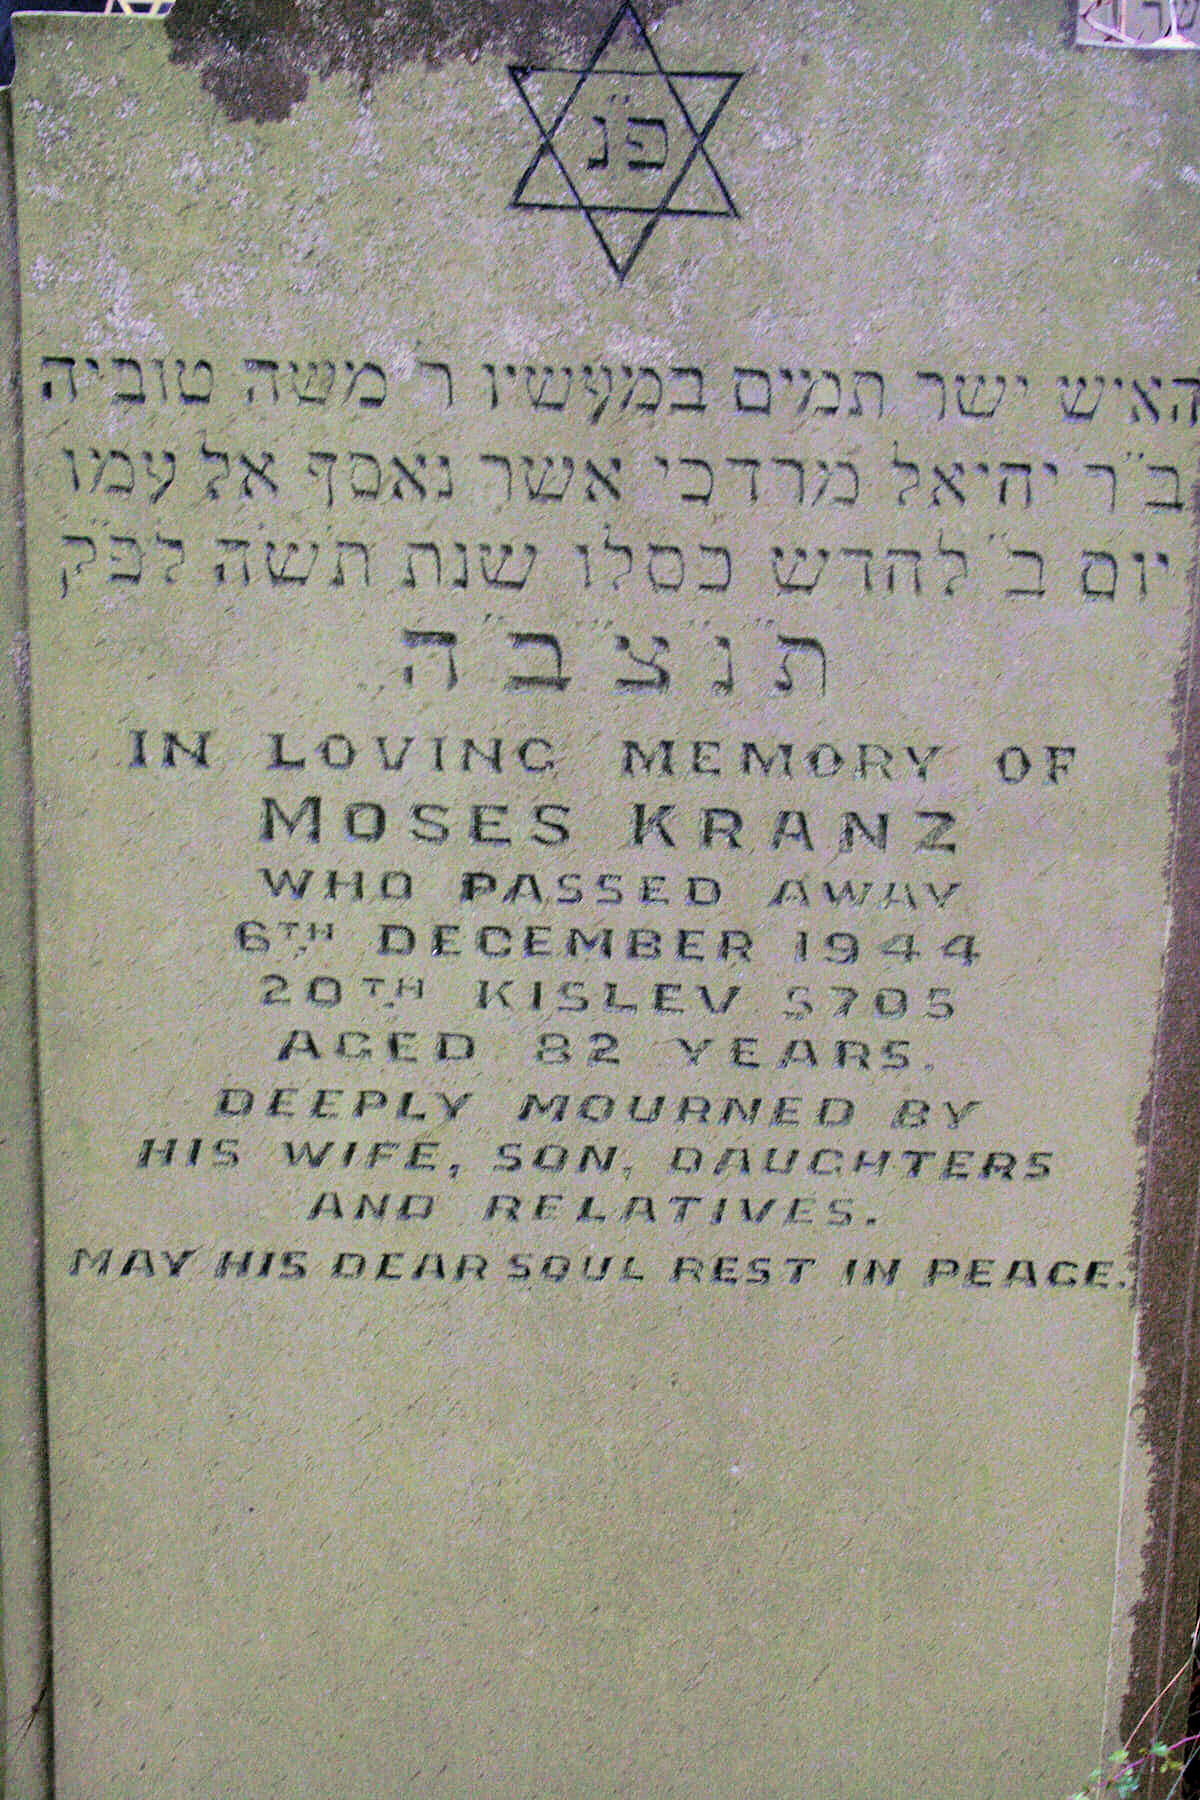 פ״נ
האיש ישר תמים במעשיו ר׳ משה טוביה
ב״ר יחיאל מרדכי אשר נאסף אל עמו
יום ב׳ לחדש כסלו שנת תשה לפק
ת״נ״צ״ב״ה
IN LOVING MEMORY OF
MOSES KRANZ
WHO PASSED AWAY
6TH DECEMBER 1944
20TH KISLEV 5705
AGED 82 YEARS.
DEEPLY MOURNED BY
HIS WIFE, SON, DAUGHTERS
AND RELATIVES.
MAY HIS DEAR SOUL REST IN PEACE.